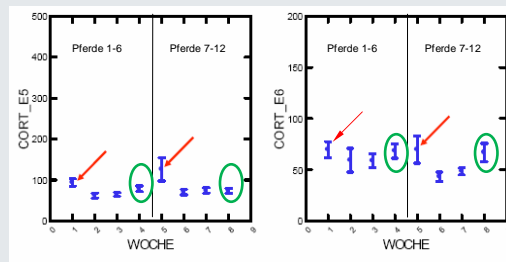 500
400
300
200
100
0
CORT_E5
Pferde 1-6
Pferde 7-12
0 1 2 3 4 5 6 7 8 9
WOCHE
200
150
100
50
0
CORT_E6
Pferde 1-6
Pferde 7-12
0 1 2 3 4 5 6 7 8 9
WOCHE